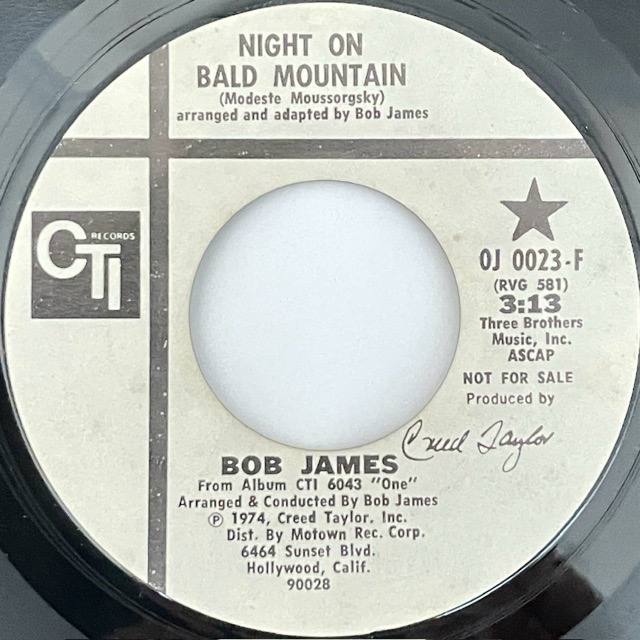 NIGHT ON
BALD MOUNTAIN
(Modeste Moussorgsky)
arranged and adapted by Bob James
CTI RECORDS
OJ 0023-F
(RVG 581)
3:13
Three Brothers
Music, Inc.
ASCAP
NOT FOR SALE
Produced by
Creed Taylor
BOB JAMES
From Album CTI 6043 "One"
Arranged & Conducted By Bob James
Ⓟ 1974, Creed Taylor, Inc.
Dist. By Motown Rec. Corp.
6464 Sunset Blvd.
Hollywood, Calif.
90028